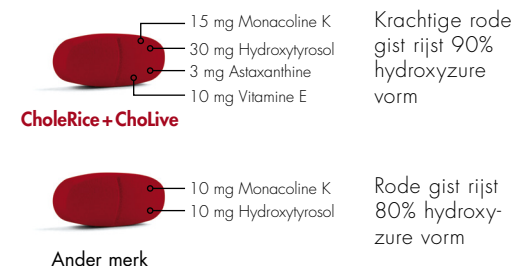 15 mg Monacoline K
30 mg Hydroxytyrosol
3 mg Astaxanthine
10 mg Vitamine E
CholeRice + ChoLive
Krachtige rode
gist rijst 90%
hydroxyzure
vorm
10 mg Monacoline K
10 mg Hydroxytyrosol
Ander merk
Rode gist rijst
80% hydroxy-
zure vorm